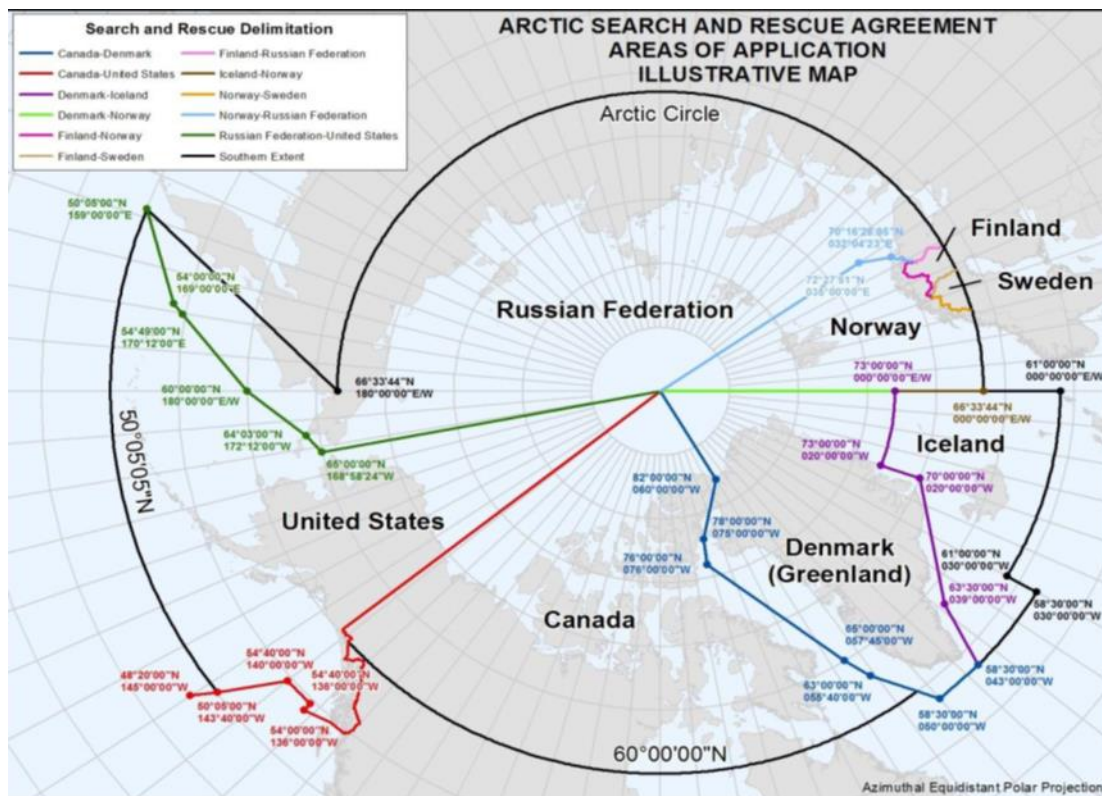 ARCTIC SEARCH AND RESCUE AGREEMENT
AREAS OF APPLICATION
ILLUSTRATIVE MAP
Search and Rescue Delimitation
Canada-Denmark
Canada-United States
Denmark-Iceland
Denmark-Norway
Finland-Norway
Finland-Sweden
Finland-Russian Federation
Iceland-Norway
Norway-Sweden
Norway-Russian Federation
Russian Federation-United States
Southern Extent
Arctic Circle
50°05'00"N
159°00'00"E
54°00'00"N
169°00'00"E
54°49'00"N
170°12'00"E
60°00'00"N
180°00'00"E/W
64°03'00"N
172°12'00"W
65°00'00"N
168°58'24"W
66°33'44"N
180°00'00"E/W
50°05'05"N
Russian Federation
Finland
Sweden
Norway
032°04'23"E
035°00'00"E
73°00'00"N
000°00'00"E/W
61°00'00"N
000°00'00"E/W
66°33'44"N
000°00'00"E/W
Iceland
73°00'00"N
020°00'00"W
70°00'00"N
020°00'00"W
82°00'00"N
060°00'00"W
78°00'00"N
075°00'00"W
76°00'00"N
076°00'00"W
United States
Denmark
(Greenland)
Canada
61°00'00"N
030°00'00"W
58°30'00"N
030°00'00"W
63°30'00"N
039°00'00"W
65°00'00"N
057°45'00"W
63°00'00"N
055°40'00"W
58°30'00"N
043°00'00"W
58°30'00"N
050°00'00"W
48°20'00"N
145°00'00"W
50°05'00"N
143°40'00"W
54°40'00"N
140°00'00"W
54°40'00"N
136°00'00"W
54°00'00"N
136°00'00"W
60°00'00"N
Azimuthal Equidistant Polar Projection